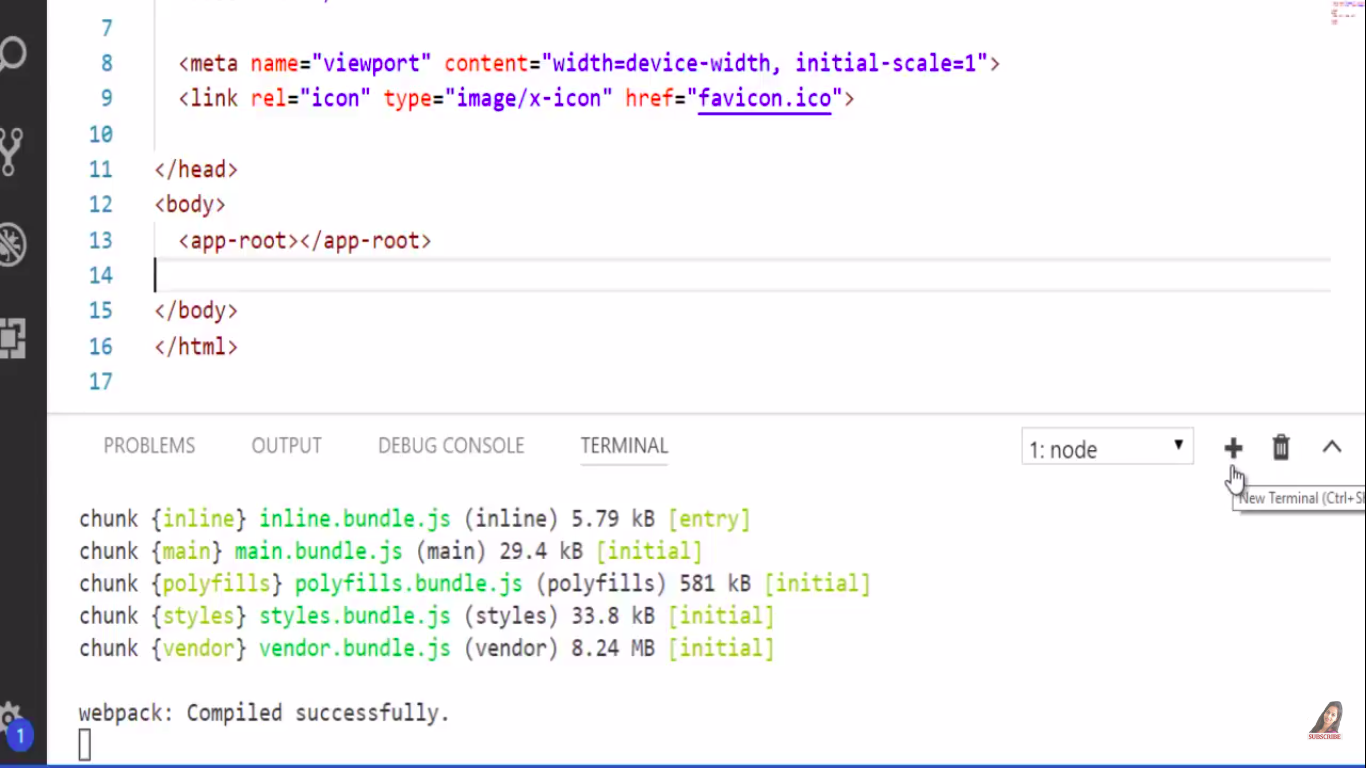 7
8 <meta name="viewport" content="width=device-width, initial-scale=1">
9 <link rel="icon" type="image/x-icon" href="favicon.ico">
10
11 </head>
12 <body>
13 <app-root></app-root>
14
15 </body>
16 </html>
17
PROBLEMS OUTPUT DEBUG CONSOLE TERMINAL 1: node
New Terminal (Ctrl+S
chunk {inline} inline.bundle.js (inline) 5.79 kB [entry]
chunk {main} main.bundle.js (main) 29.4 kB [initial]
chunk {polyfills} polyfills.bundle.js (polyfills) 581 kB [initial]
chunk {styles} styles.bundle.js (styles) 33.8 kB [initial]
chunk {vendor} vendor.bundle.js (vendor) 8.24 MB [initial]
webpack: Compiled successfully.
1
SUBSCRIBE